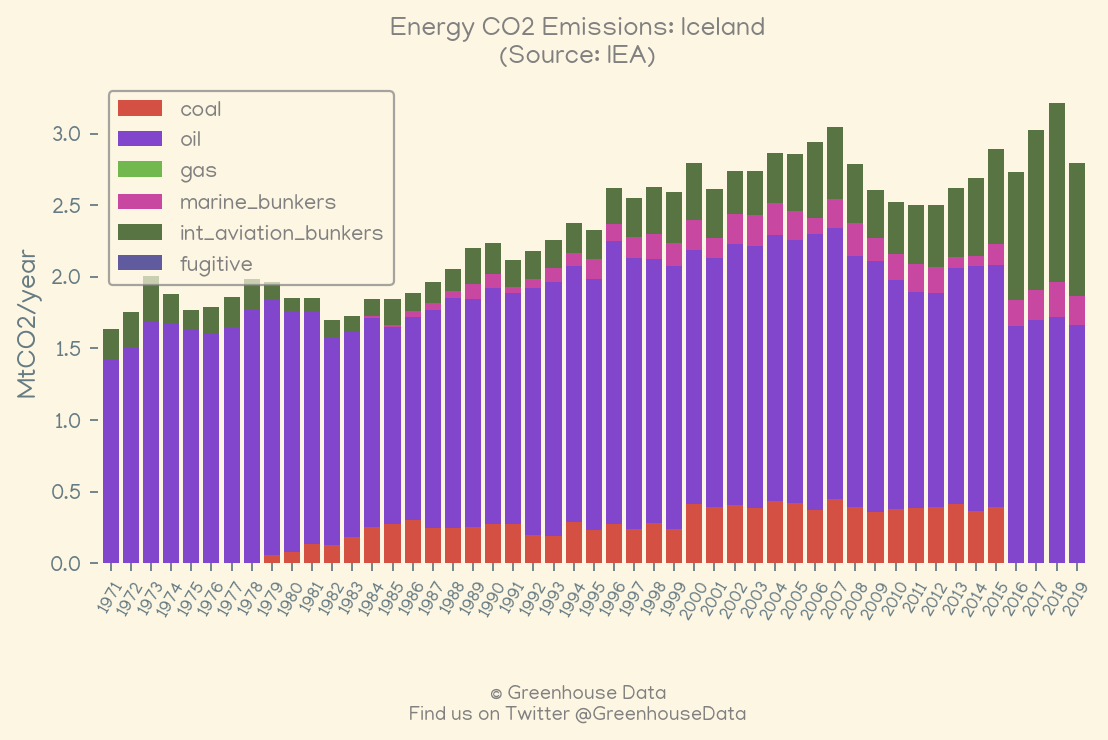 Energy CO2 Emissions: Iceland
(Source: IEA)
coal
oil
gas
marine_bunkers
int_aviation_bunkers
fugitive
MtCO2/year
3.0
2.5
2.0
1.5
1.0
0.5
0.0
1971 1972 1973 1974 1975 1976 1977 1978 1979 1980 1981 1982 1983 1984 1985 1986 1987 1988 1989 1990 1991 1992 1993 1994 1995 1996 1997 1998 1999 2000 2001 2002 2003 2004 2005 2006 2007 2008 2009 2010 2011 2012 2013 2014 2015 2016 2017 2018 2019
© Greenhouse Data
Find us on Twitter @GreenhouseData